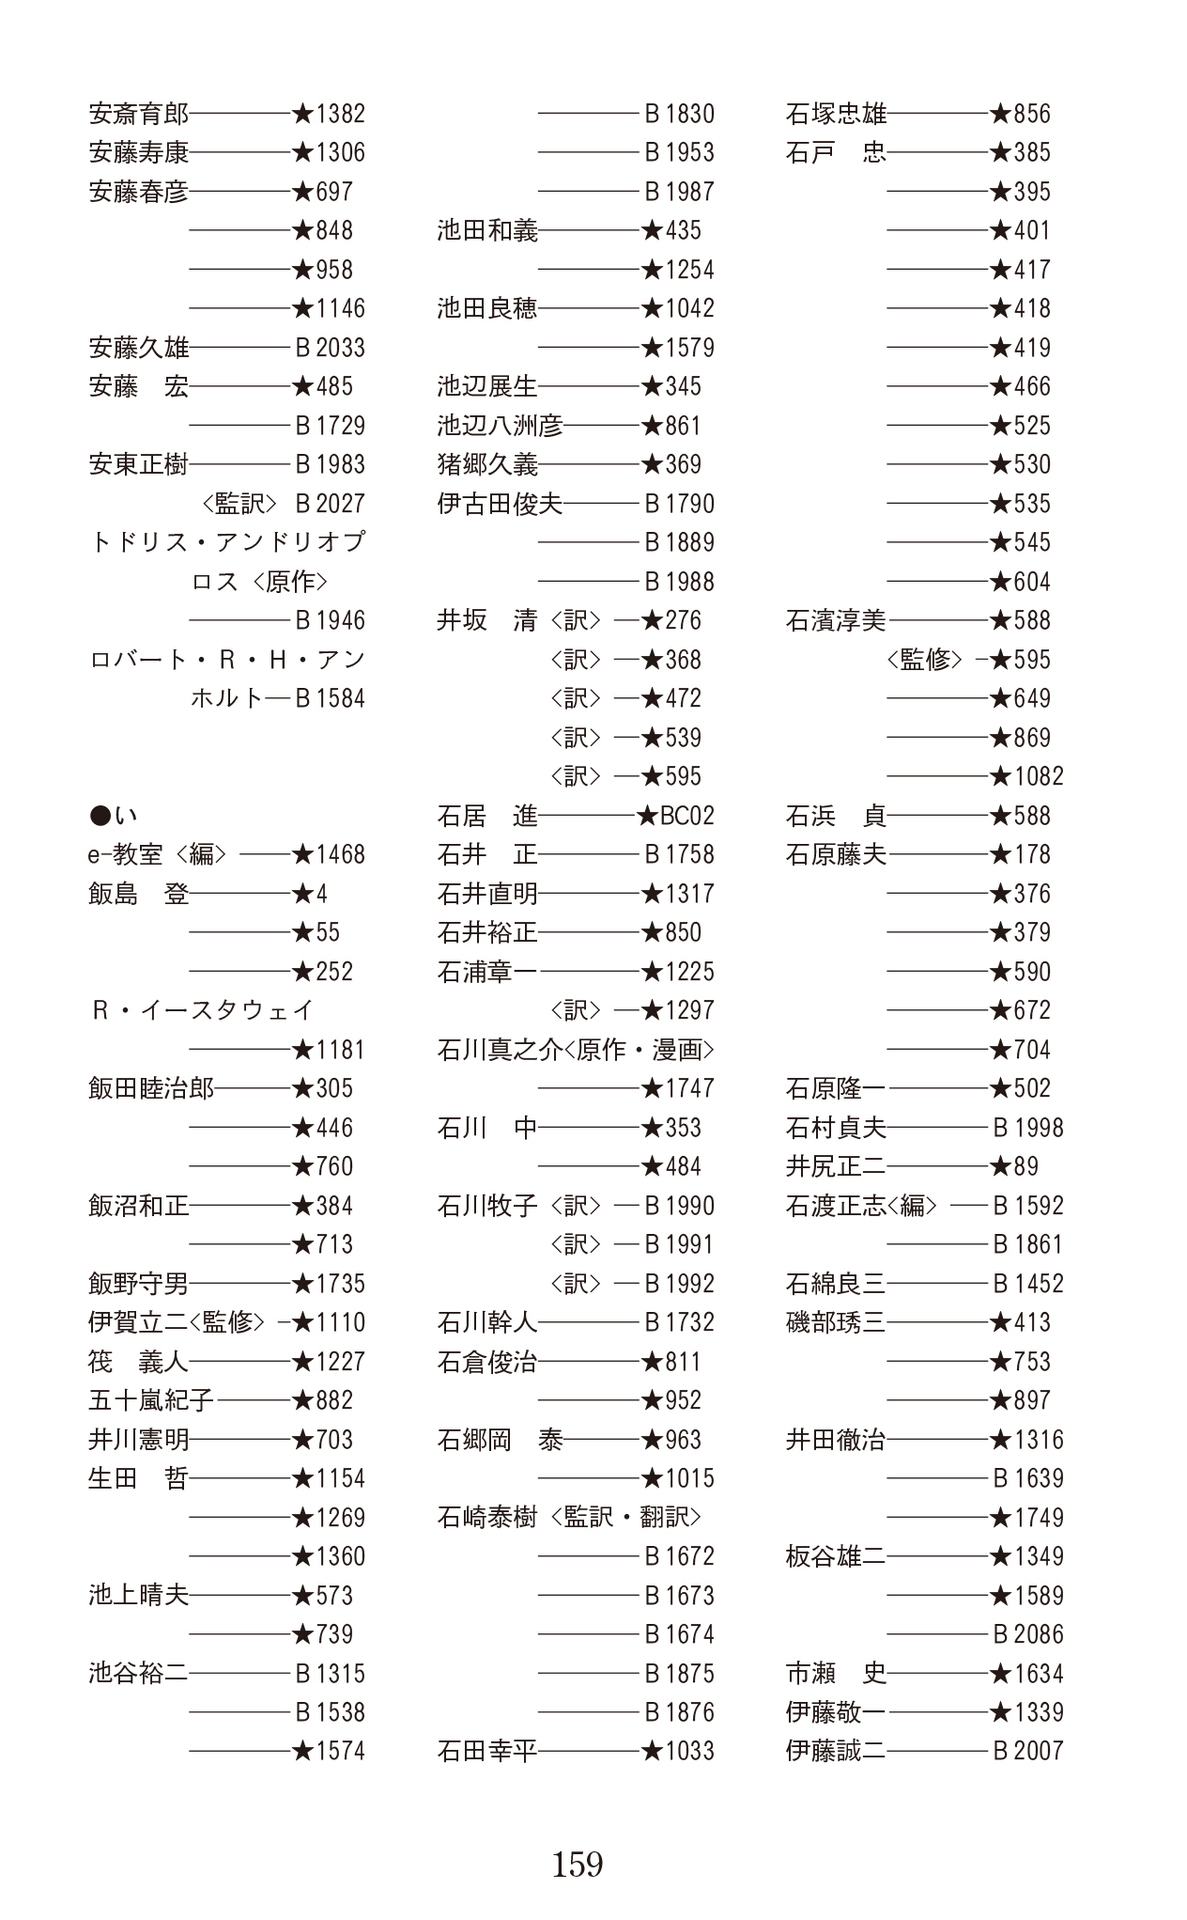 安斎育郎————★1382
安藤寿康————★1306
安藤春彦————★697
————★848
————★958
————★1146
安藤久雄————B 2033
安藤　宏————★485
————B 1729
安東正樹————B 1983
〈監訳〉 B 2027
トドリス・アンドリオプ
ロス〈原作〉
————B 1946
ロバート・R・H・アン
ホルト—B 1584
●い
e-教室〈編〉——★1468
飯島　登————★4
————★55
————★252
R・イースタウェイ
————★1181
飯田睦治郎———★305
————★446
————★760
飯沼和正————★384
————★713
飯野守男————★1735
伊賀立二〈監修〉-★1110
筏　義人————★1227
五十嵐紀子———★882
井川憲明————★703
生田　哲————★1154
————★1269
————★1360
池上晴夫————★573
————★739
池谷裕二————B 1315
————B 1538
————★1574
————B 1830
————B 1953
————B 1987
池田和義————★435
————★1254
池田良穂————★1042
————★1579
池辺展生————★345
池辺八洲彦———★861
猪郷久義————★369
伊古田俊夫———B 1790
————B 1889
————B 1988
井坂　清〈訳〉—★276
〈訳〉—★368
〈訳〉—★472
〈訳〉—★539
〈訳〉—★595
石居　進————★BC02
石井　正————B 1758
石井直明————★1317
石井裕正————★850
石浦章一————★1225
〈訳〉—★1297
石川真之介〈原作・漫画〉
————★1747
石川　中————★353
————★484
石川牧子〈訳〉—B 1990
〈訳〉—B 1991
〈訳〉—B 1992
石川幹人————B 1732
石倉俊治————★811
————★952
石郷岡　泰———★963
————★1015
石崎泰樹〈監訳・翻訳〉
————B 1672
————B 1673
————B 1674
————B 1875
————B 1876
石田幸平————★1033
石塚忠雄————★856
石戸　忠————★385
————★395
————★401
————★417
————★418
————★419
————★466
————★525
————★530
————★535
————★545
————★604
石濱淳美————★588
〈監修〉-★595
————★649
————★869
————★1082
石浜　貞————★588
石原藤夫————★178
————★376
————★379
————★590
————★672
————★704
石原隆一————★502
石村貞夫————B 1998
井尻正二————★89
石渡正志〈編〉——B 1592
————B 1861
石綿良三————B 1452
磯部琇三————★413
————★753
————★897
井田徹治————★1316
————B 1639
————★1749
板谷雄二————★1349
————★1589
————B 2086
市瀬　史————★1634
伊藤敬一————★1339
伊藤誠二————B 2007
159